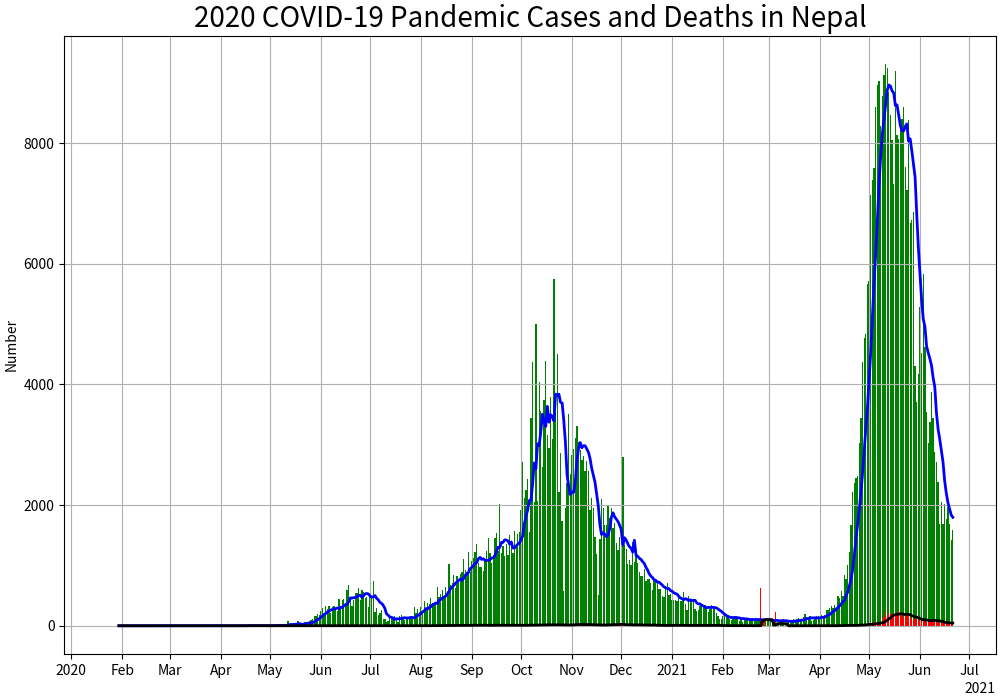 2020 COVID-19 Pandemic Cases and Deaths in Nepal
Number
8000
6000
4000
2000
0
2020 Feb Mar Apr May Jun Jul Aug Sep Oct Nov Dec 2021 Feb Mar Apr May Jun Jul
2021